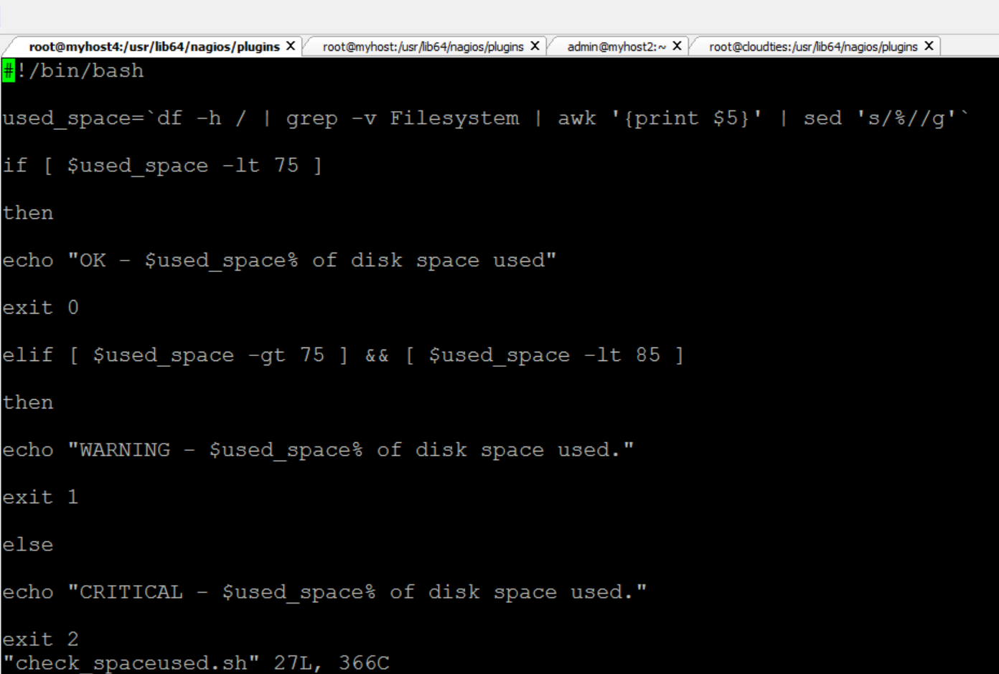 root@myhost4:/usr/lib64/nagios/plugins X root@myhost:/usr/lib64/nagios/plugins X admin@myhost2:~ X root@cloudties:/usr/lib64/nagios/plugins X
#!/bin/bash
used_space=`df -h / | grep -v Filesystem | awk '{print $5}' | sed 's/%//g'`
if [ $used_space -lt 75 ]
then
echo "OK - $used_space% of disk space used"
exit 0
elif [ $used_space -gt 75 ] && [ $used_space -lt 85 ]
then
echo "WARNING - $used_space% of disk space used."
exit 1
else
echo "CRITICAL - $used_space% of disk space used."
exit 2
"check_spaceused.sh" 27L, 366C